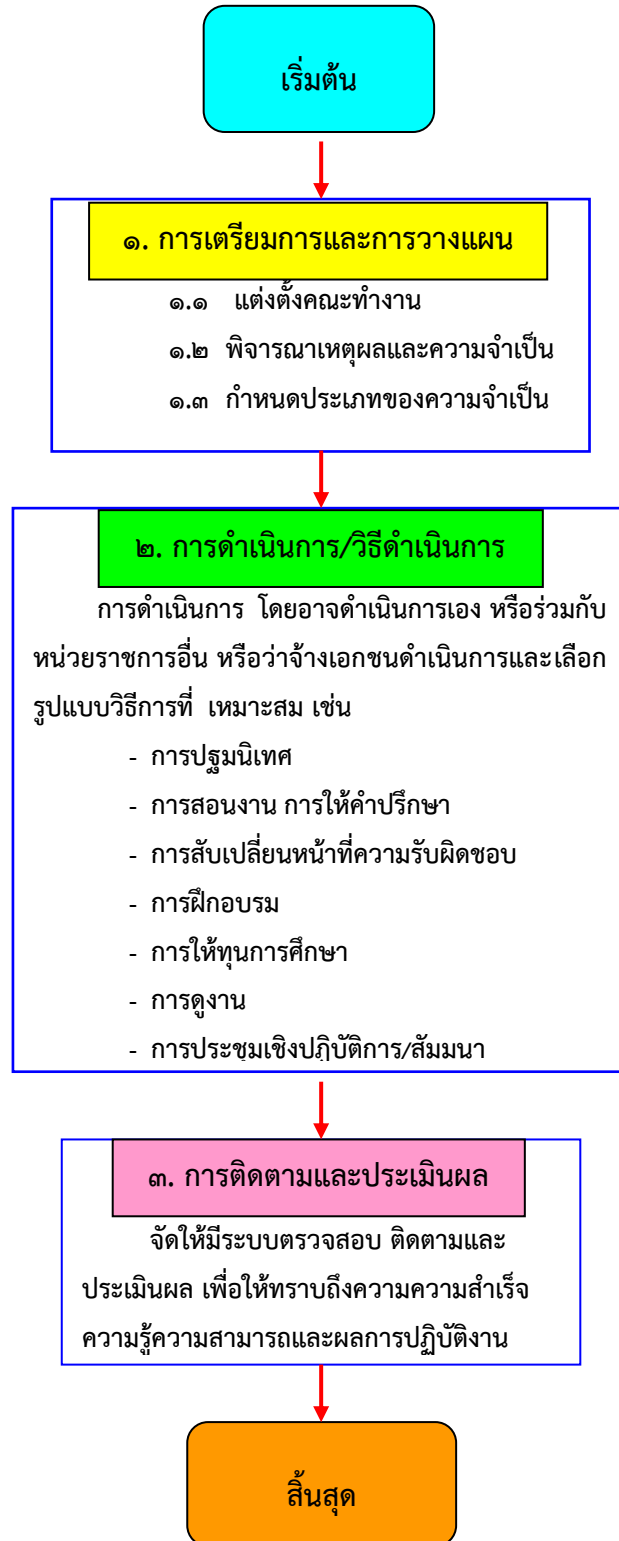 เริ่มต้น
๑. การเตรียมการและการวางแผน
๑.๑ แต่งตั้งคณะทำงาน
๑.๒ พิจารณาเหตุผลและความจำเป็น
๑.๓ กำหนดประเภทของความจำเป็น
๒. การดำเนินการ/วิธีดำเนินการ
การดำเนินการ โดยอาจดำเนินการเอง หรือร่วมกับ
หน่วยราชการอื่น หรือว่าจ้างเอกชนดำเนินการและเลือก
รูปแบบวิธีการที่ เหมาะสม เช่น
- การปฐมนิเทศ
- การสอนงาน การให้คำปรึกษา
- การสับเปลี่ยนหน้าที่ความรับผิดชอบ
- การฝึกอบรม
- การให้ทุนการศึกษา
- การดูงาน
- การประชุมเชิงปฏิบัติการ/สัมมนา
๓. การติดตามและประเมินผล
จัดให้มีระบบตรวจสอบ ติดตามและ
ประเมินผล เพื่อให้ทราบถึงความความสำเร็จ
ความรู้ความสามารถและผลการปฏิบัติงาน
สิ้นสุด